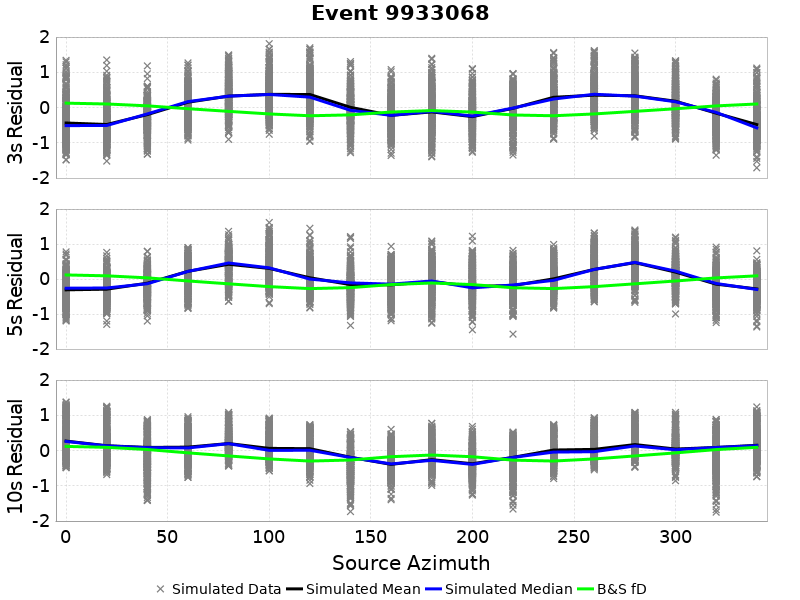 Event 9933068
3s Residual
2
1
0
-1
-2
5s Residual
2
1
0
-1
-2
10s Residual
2
1
0
-1
-2
0 50 100 150 200 250 300
Source Azimuth
Simulated Data Simulated Mean Simulated Median B&S fD